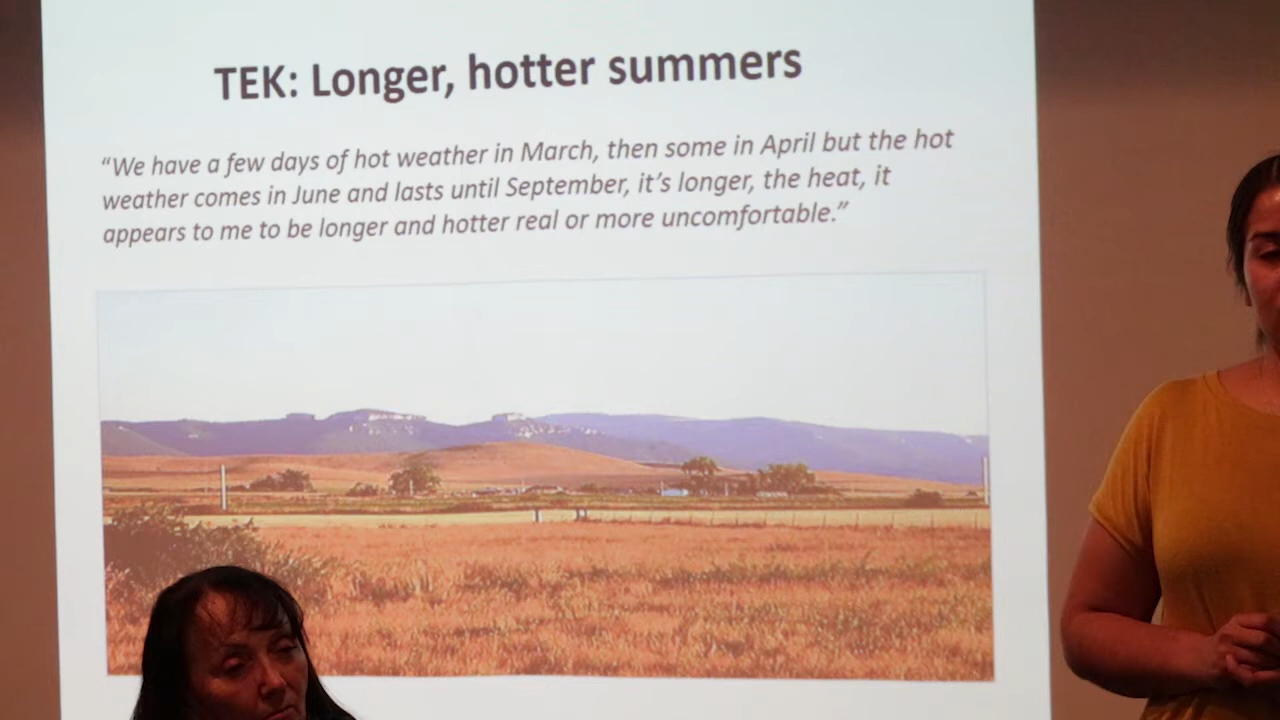 TEK: Longer, hotter summers
“We have a few days of hot weather in March, then some in April but the hot
weather comes in June and lasts until September, it’s longer, the heat, it
appears to me to be longer and hotter real or more uncomfortable.”